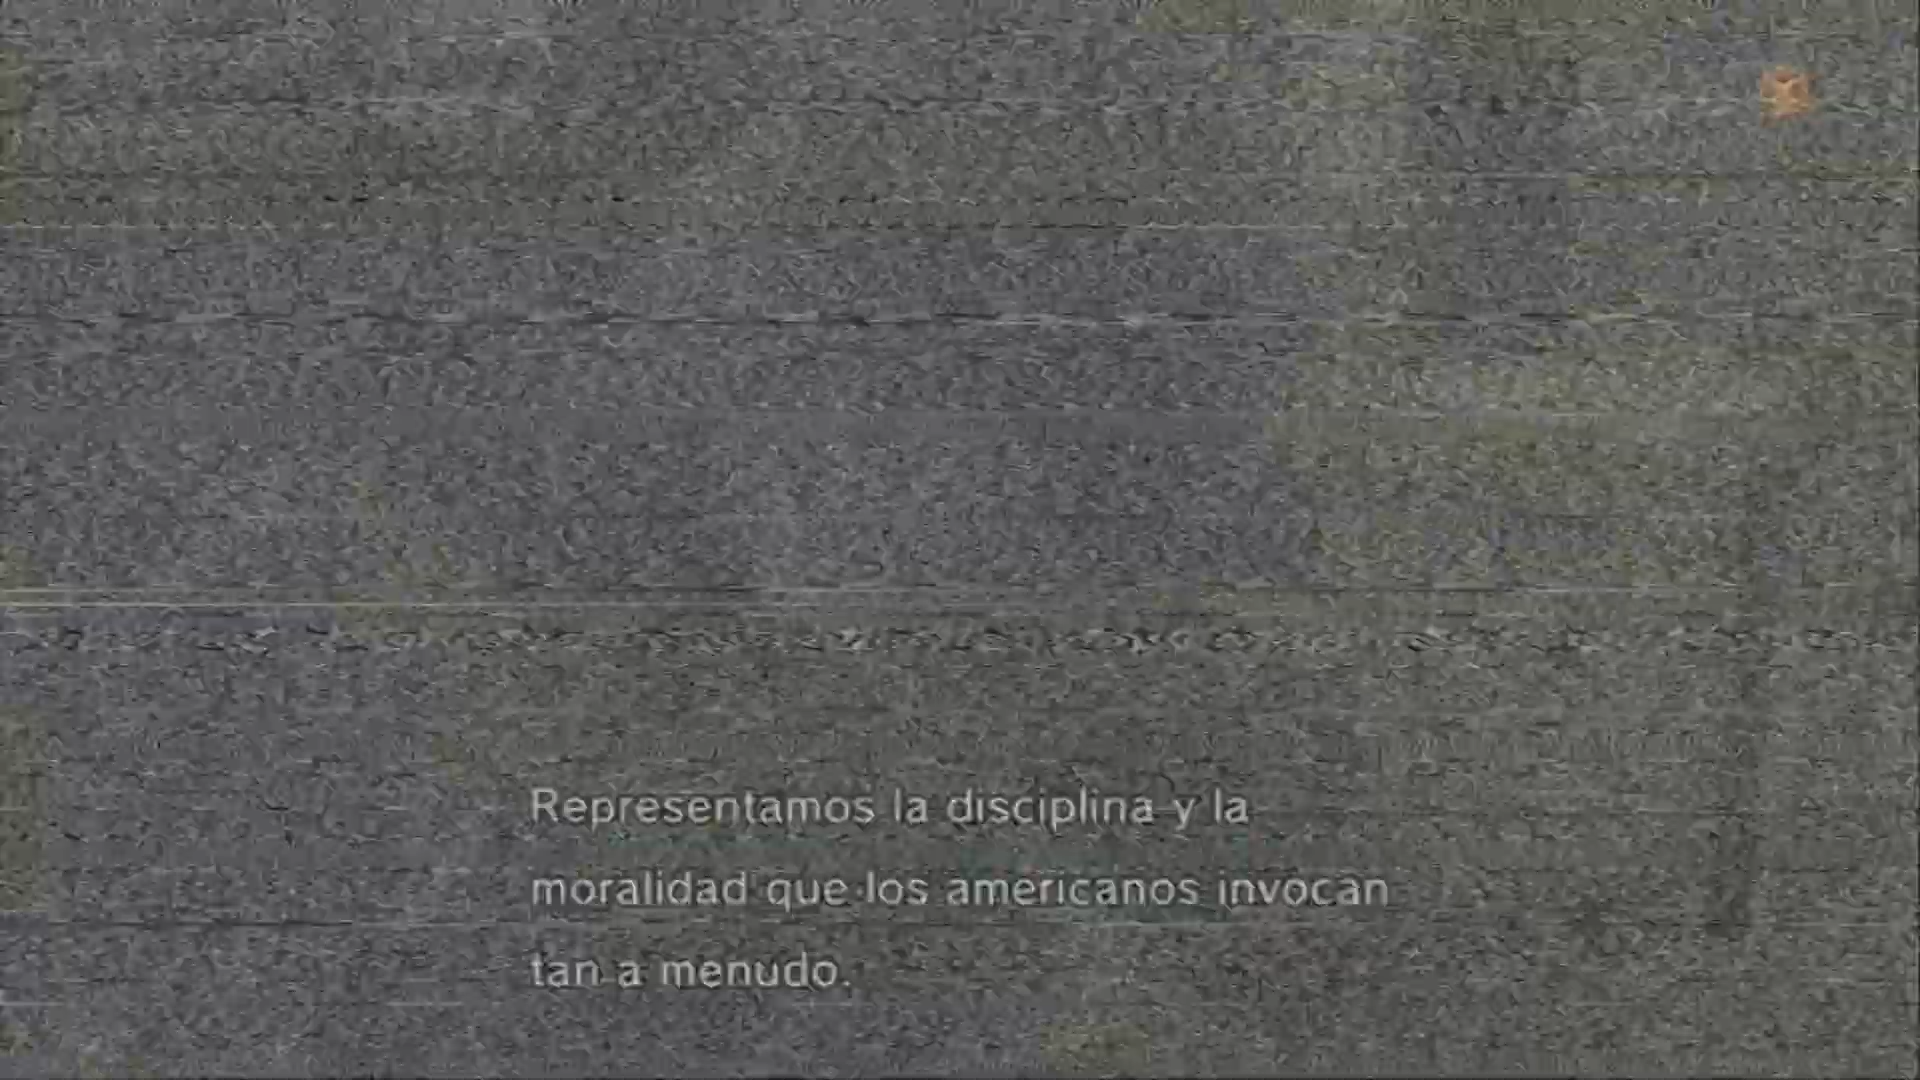 Representamos la disciplina y la
moralidad que los americanos invocan
tan a menudo.